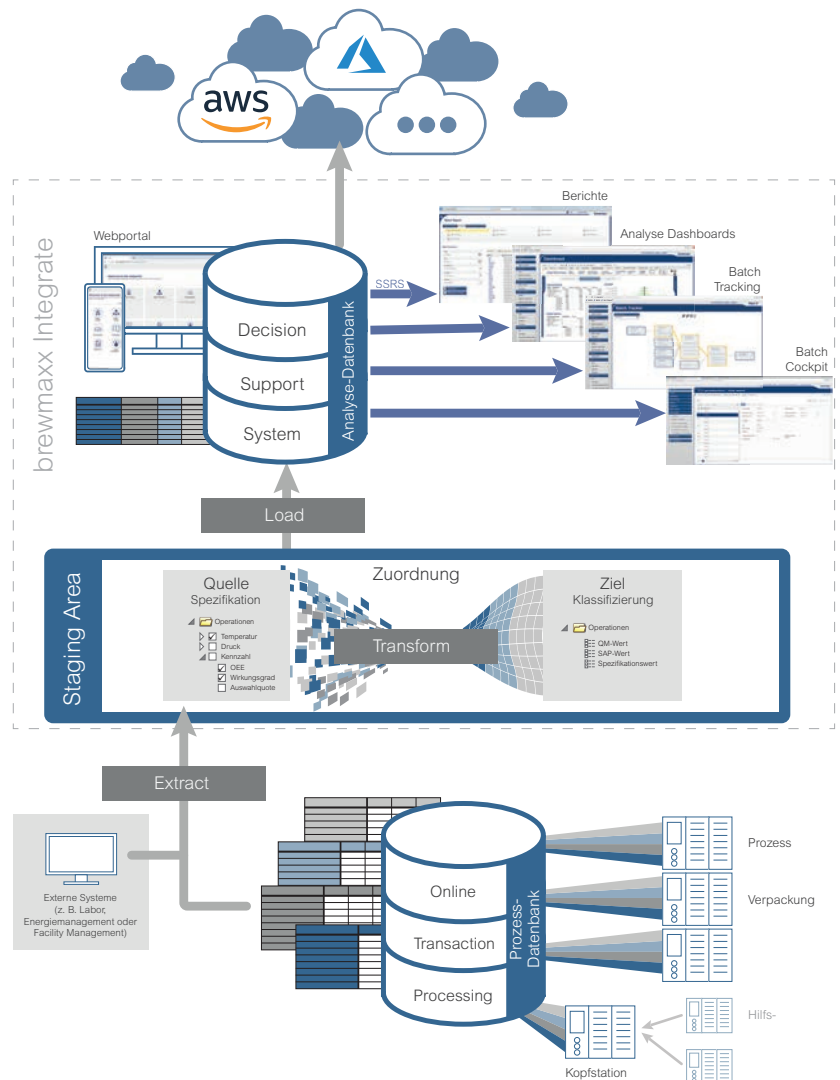 aws
brewmaxx Integrate
Webportal
Decision
Support
System
Analyse-Datenbank
SSRS
Berichte
Analyse Dashboards
Batch
Tracking
Batch
Cockpit
Load
Staging Area
Quelle
Spezifikation
Operationen
Temperatur
Druck
Kennzahl
OEE
Wirkungsgrad
Auswahlquote
Zuordnung
Transform
Ziel
Klassifizierung
Operationen
QM-Wert
SAP-Wert
Spezifikationswert
Extract
Externe Systeme
(z. B. Labor,
Energiemanagement oder
Facility Management)
Online
Transaction
Processing
Prozess-
Datenbank
Prozess
Verpackung
Hilfs-
Kopfstation